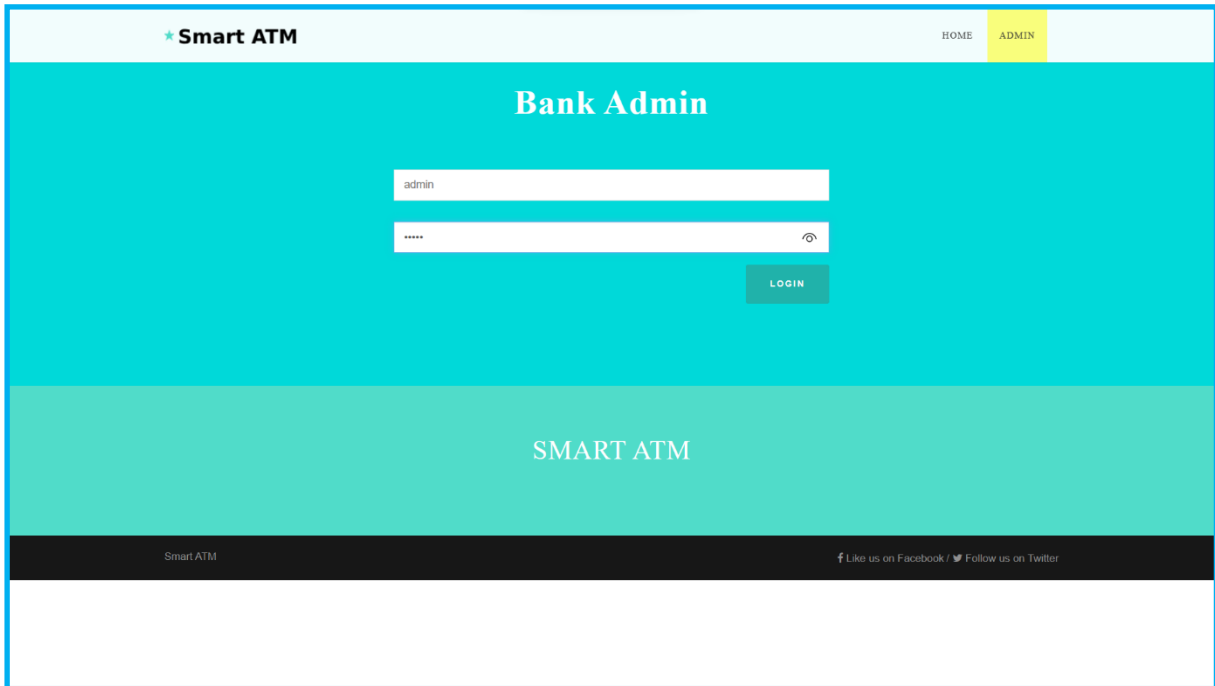 Smart ATM
HOME ADMIN
Bank Admin
admin
•••••
LOGIN
SMART ATM
Smart ATM
Like us on Facebook / Follow us on Twitter